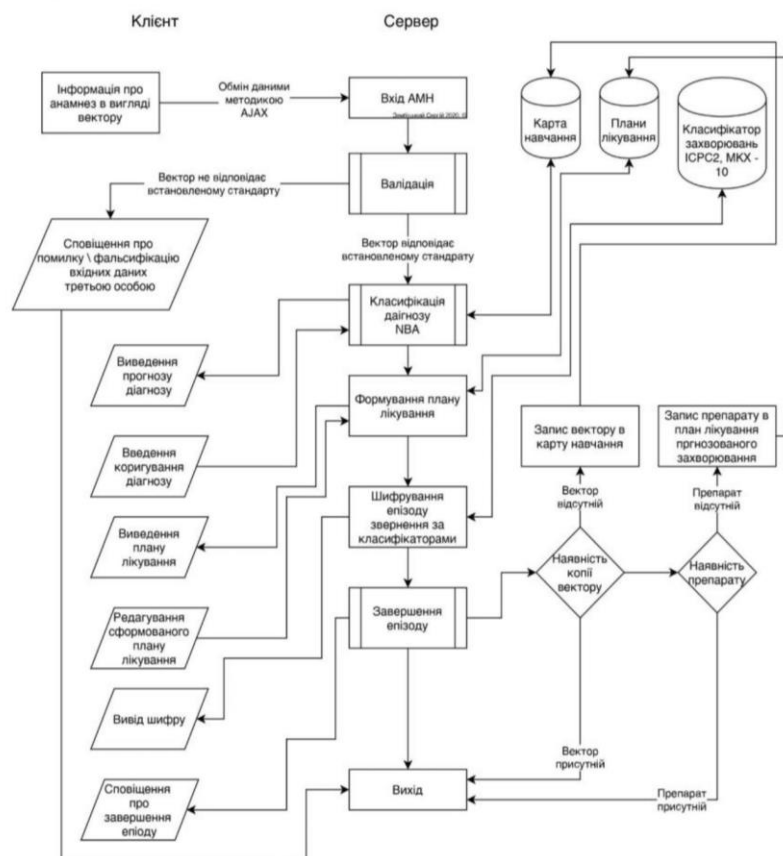 Клієнт
Сервер
Інформація про
анамнез в вигляді
вектору
Обмін даними
методикою
AJAX
Вхід АМН
Карта
навчання
Плани
лікування
Класифікатор
захворювань
ICPC2, МКХ -
10
Вектор не відповідає
встановленому стандарту
Валідація
Сповіщення про
помилку \ фальсифікацію
вхідних даних
третьою особою
Вектор відповідає
встановленому стандрату
Класифікація
даігнозу
NBA
Виведення
прогнозу
діагнозу
Формування плану
лікування
Введення
коригування
діагнозу
Запис вектору в
карту навчання
Запис препарату в
план лікування
пргнозованого
захворювання
Шифрування
епізоду
звернення за
класифікаторами
Вектор
відсутній
Препарат
відсутній
Виведення
плану
лікування
Наявність
копії
вектору
Наявність
препарату
Завершення
епізоду
Редагування
сформованого
плану
лікування
Вивід шифру
Вектор
присутній
Сповіщення
про
завершення
епіоду
Вихід
Препарат
присутній